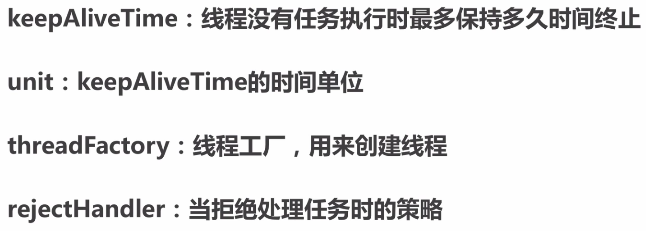 keepAliveTime：线程没有任务执行时最多保持多久时间终止
unit：keepAliveTime的时间单位
threadFactory：线程工厂，用来创建线程
rejectHandler：当拒绝处理任务时的策略